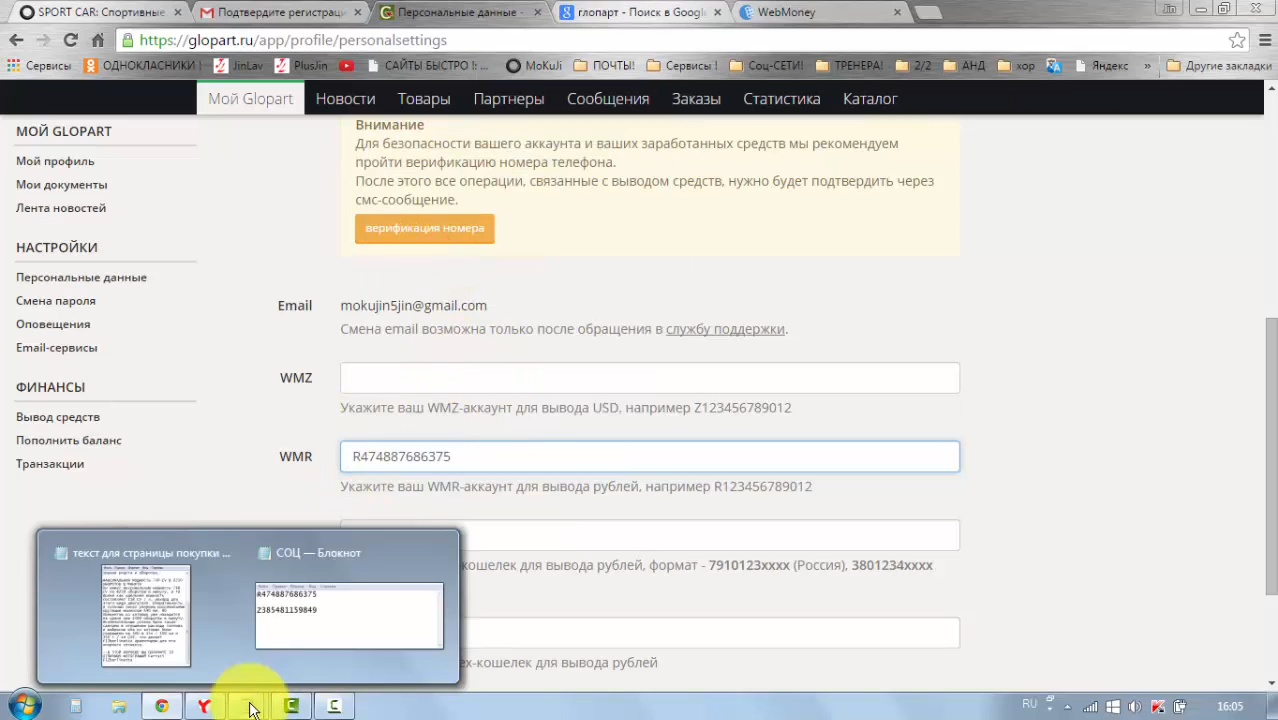 SPORT CAR: Спортивные
Подтвердите регистрац
Персональные данные -
глопарт - Поиск в Google
WebMoney
https://glopart.ru/app/profile/personalsettings
Сервисы
ОДНОКЛАСНИКИ
JinLav
PlusJin
САЙТЫ БЫСТРО !: ...
MoKuJi
ПОЧТЫ!
Сервисы !
Соц-СЕТИ!
ТРЕНЕРА!
2/2
АНД
хор
Яндекс
»
Другие закладки
Мой Glopart
Новости
Товары
Партнеры
Сообщения
Заказы
Статистика
Каталог
МОЙ GLOPART
Мой профиль
Мои документы
Лента новостей
НАСТРОЙКИ
Персональные данные
Смена пароля
Оповещения
Email-сервисы
ФИНАНСЫ
Вывод средств
Пополнить баланс
Транзакции
Внимание
Для безопасности вашего аккаунта и ваших заработанных средств мы рекомендуем
пройти верификацию номера телефона.
После этого все операции, связанные с выводом средств, нужно будет подтвердить через
смс-сообщение.
верификация номера
Email
mokujin5jin@gmail.com
Смена email возможна только после обращения в службу поддержки.
WMZ
Укажите ваш WMZ-аккаунт для вывода USD, например Z123456789012
WMR
R474887686375
Укажите ваш WMR-аккаунт для вывода рублей, например R123456789012
кошелек для вывода рублей, формат - 7910123xxxx (Россия), 3801234xxxx
ех-кошелек для вывода рублей
текст для страницы покупки ...
СОЦ — Блокнот
R474887686375
2385481159849
RU
16:05